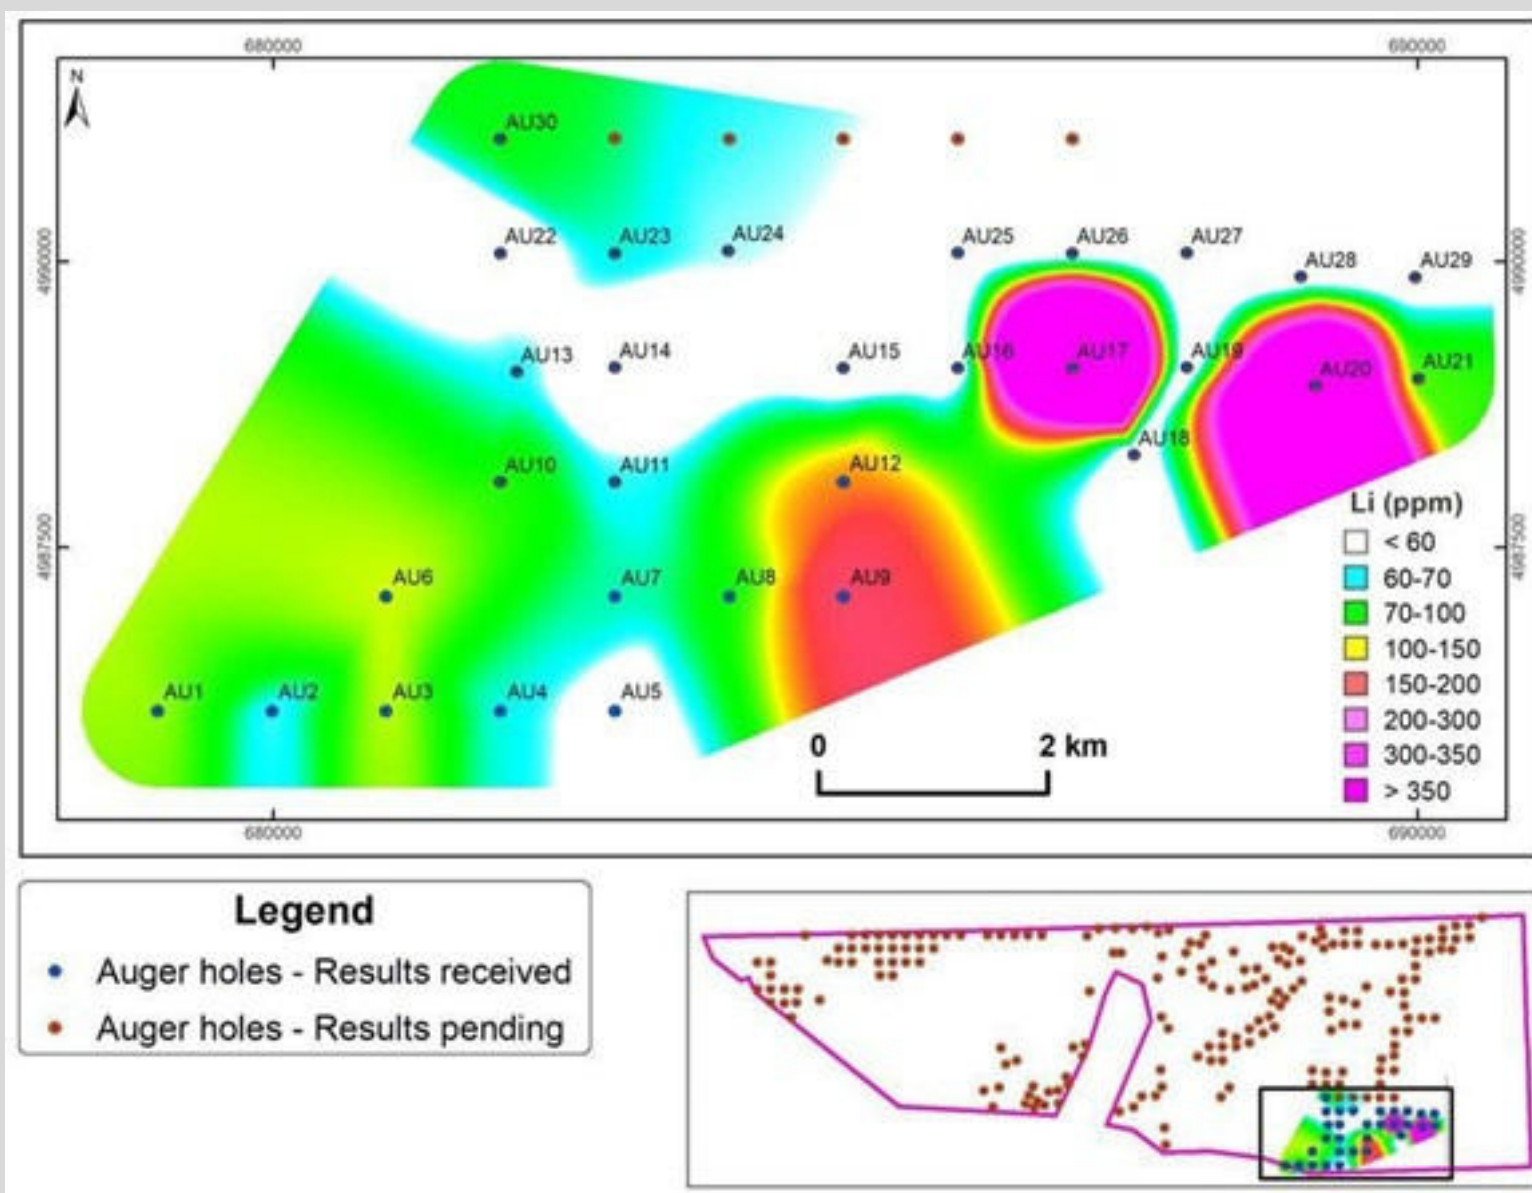 680000 690000
N
AU30
AU22 AU23 AU24 AU25 AU26 AU27
AU28 AU29
4990000 4990000
AU13 AU14 AU15 AU16 AU17 AU19
AU20 AU21
AU18
AU10 AU11 AU12
4987500 4987500
AU6 AU7 AU8 AU9
AU1 AU2 AU3 AU4 AU5
0 2 km
Li (ppm)
< 60
60-70
70-100
100-150
150-200
200-300
300-350
> 350
680000 690000
Legend
Auger holes - Results received
Auger holes - Results pending